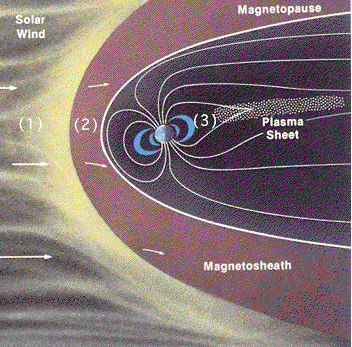 Solar
Wind
Magnetopause
(1)
(2)
(3)
Plasma
Sheet
Magnetosheath